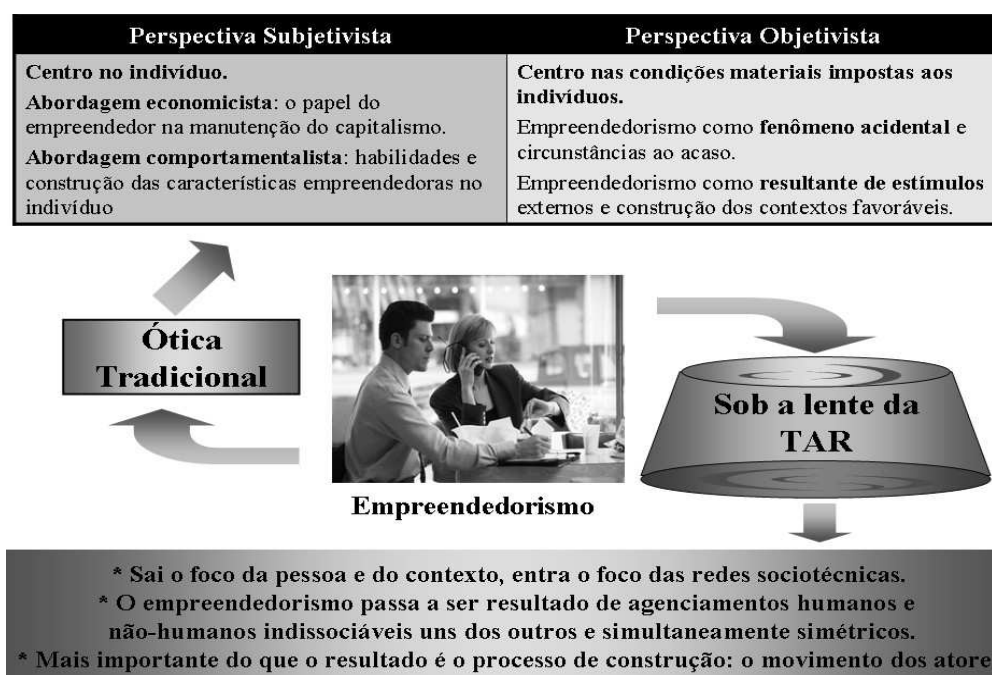 Perspectiva Subjetivista
Perspectiva Objetivista
Centro no indivíduo.
Abordagem economicista: o papel do
empreendedor na manutenção do capitalismo.
Abordagem comportamentalista: habilidades e
construção das características empreendedoras no
indivíduo
Centro nas condições materiais impostas aos
indivíduos.
Empreendedorismo como fenômeno acidental e
circunstâncias ao acaso.
Empreendedorismo como resultante de estímulos
externos e construção dos contextos favoráveis.
Ótica
Tradicional
Empreendedorismo
Sob a lente da
TAR
* Sai o foco da pessoa e do contexto, entra o foco das redes sociotécnicas.
* O empreendedorismo passa a ser resultado de agenciamentos humanos e
não-humanos indissociáveis uns dos outros e simultaneamente simétricos.
* Mais importante do que o resultado é o processo de construção: o movimento dos atore